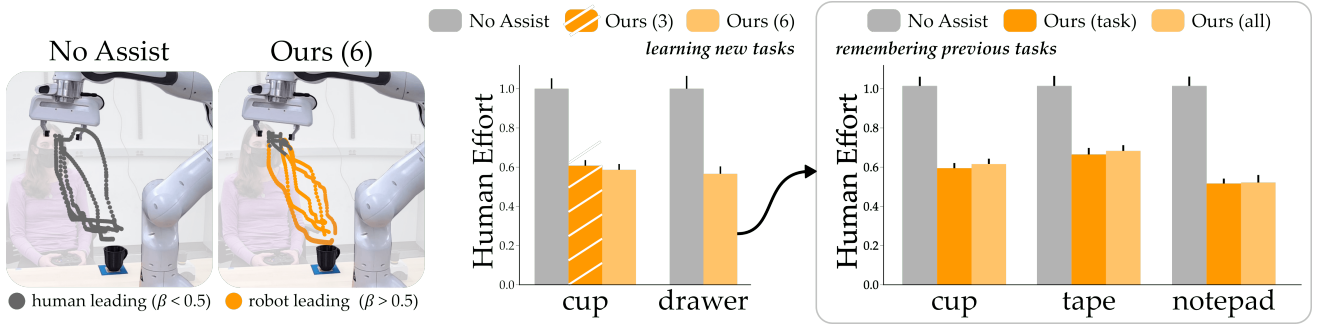 No Assist
Ours (6)
human leading (β < 0.5)
robot leading (β > 0.5)
No Assist
Ours (3)
Ours (6)
learning new tasks
Human Effort
1.0
0.8
0.6
0.4
0.2
0.0
cup
drawer
No Assist
Ours (task)
Ours (all)
remembering previous tasks
Human Effort
1.0
0.8
0.6
0.4
0.2
0.0
cup
tape
notepad